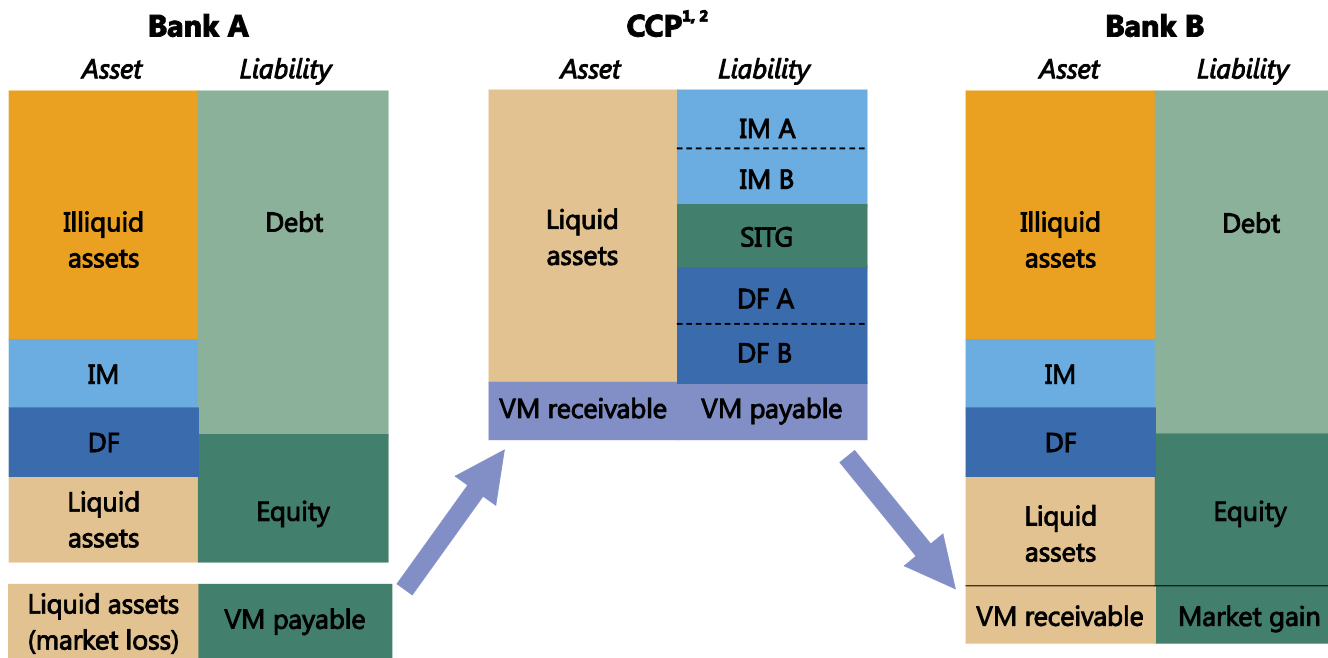 Bank A
Asset Liability
Illiquid
assets
Debt
IM
DF
Liquid
assets
Equity
Liquid assets
(market loss)
VM payable
CCP1, 2
Asset Liability
Liquid
assets
IM A
IM B
SITG
DF A
DF B
VM receivable VM payable
Bank B
Asset Liability
Illiquid
assets
Debt
IM
DF
Liquid
assets
Equity
VM receivable Market gain